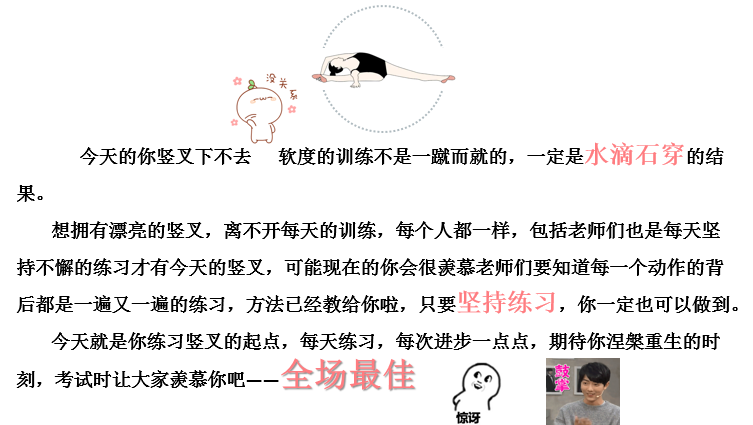 没关系
今天的你竖叉下不去 软度的训练不是一蹴而就的，一定是水滴石穿的结
果。
想拥有漂亮的竖叉，离不开每天的训练，每个人都一样，包括老师们也是每天坚
持不懈的练习才有今天的竖叉，可能现在的你会很羡慕老师们要知道每一个动作的背
后都是一遍又一遍的练习，方法已经教给你啦，只要坚持练习，你一定也可以做到。
今天就是你练习竖叉的起点，每天练习，每次进步一点点，期待你涅槃重生的时
刻，考试时让大家羡慕你吧——全场最佳
惊讶
鼓掌